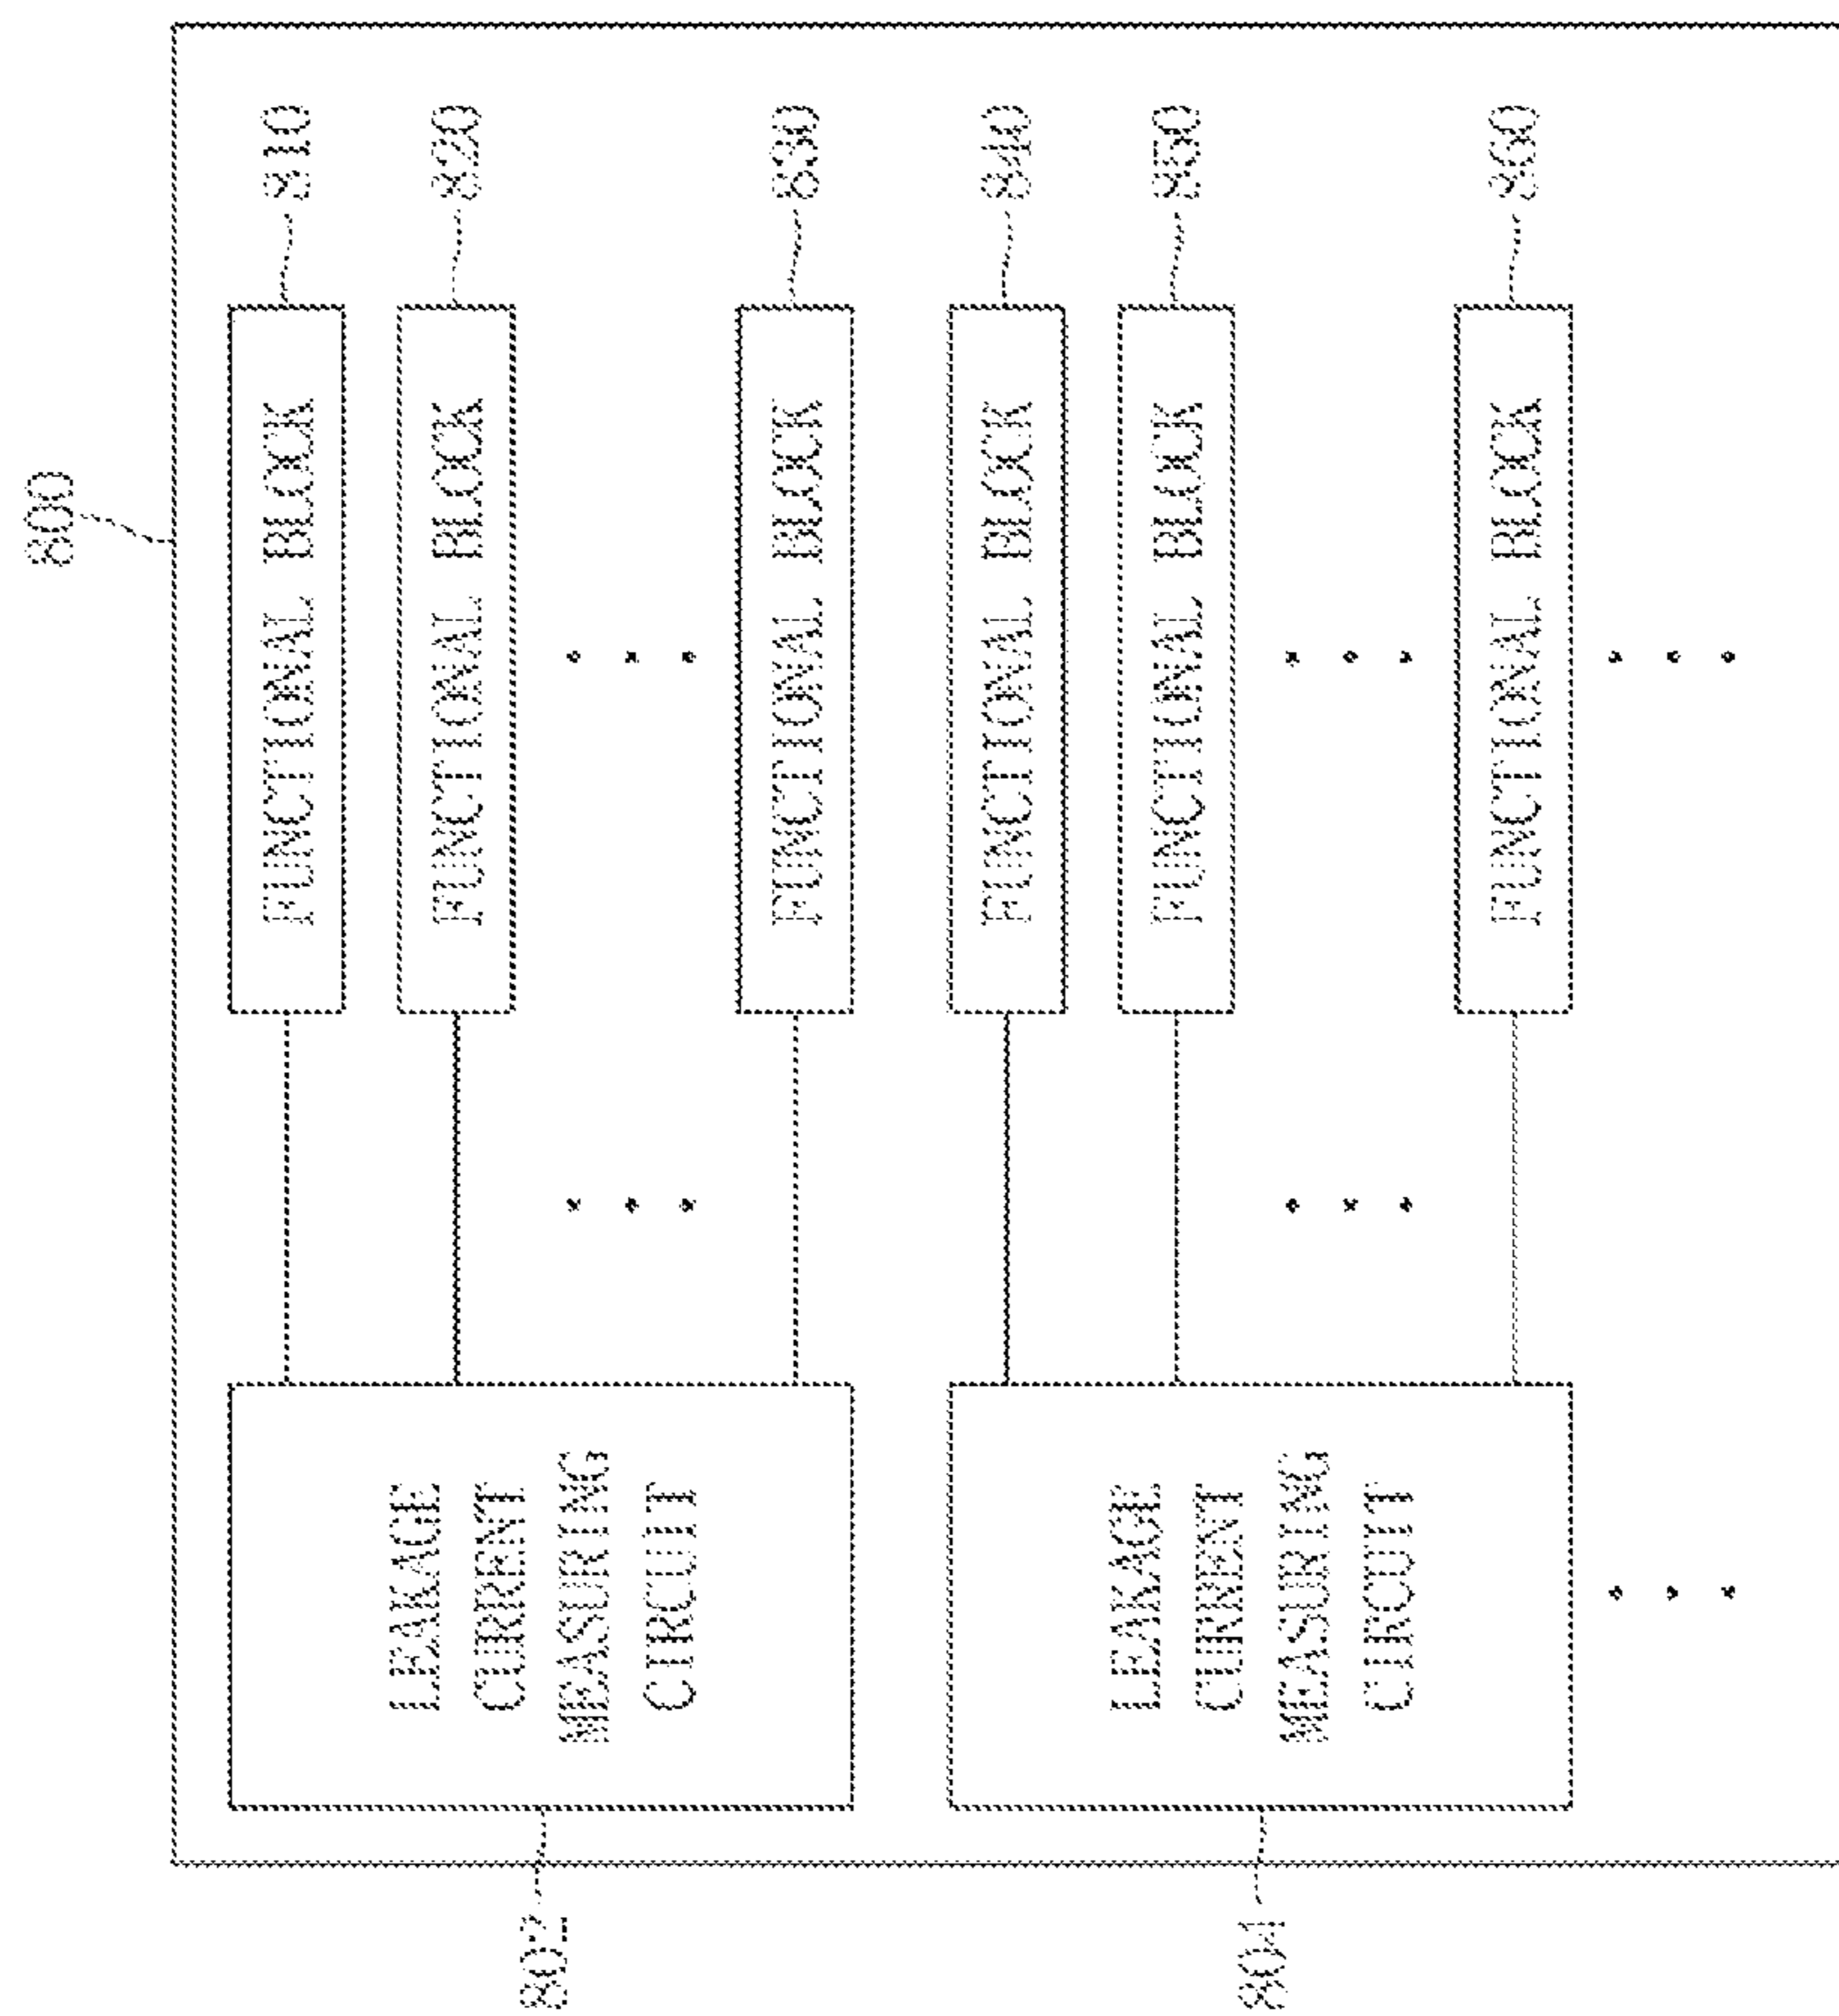 800
LEAKAGE
CURRENT
MEASURING
CIRCUIT
802
FUNCTIONAL BLOCK
810
FUNCTIONAL BLOCK
820
FUNCTIONAL BLOCK
830
LEAKAGE
CURRENT
MEASURING
CIRCUIT
804
FUNCTIONAL BLOCK
840
FUNCTIONAL BLOCK
850
FUNCTIONAL BLOCK
860